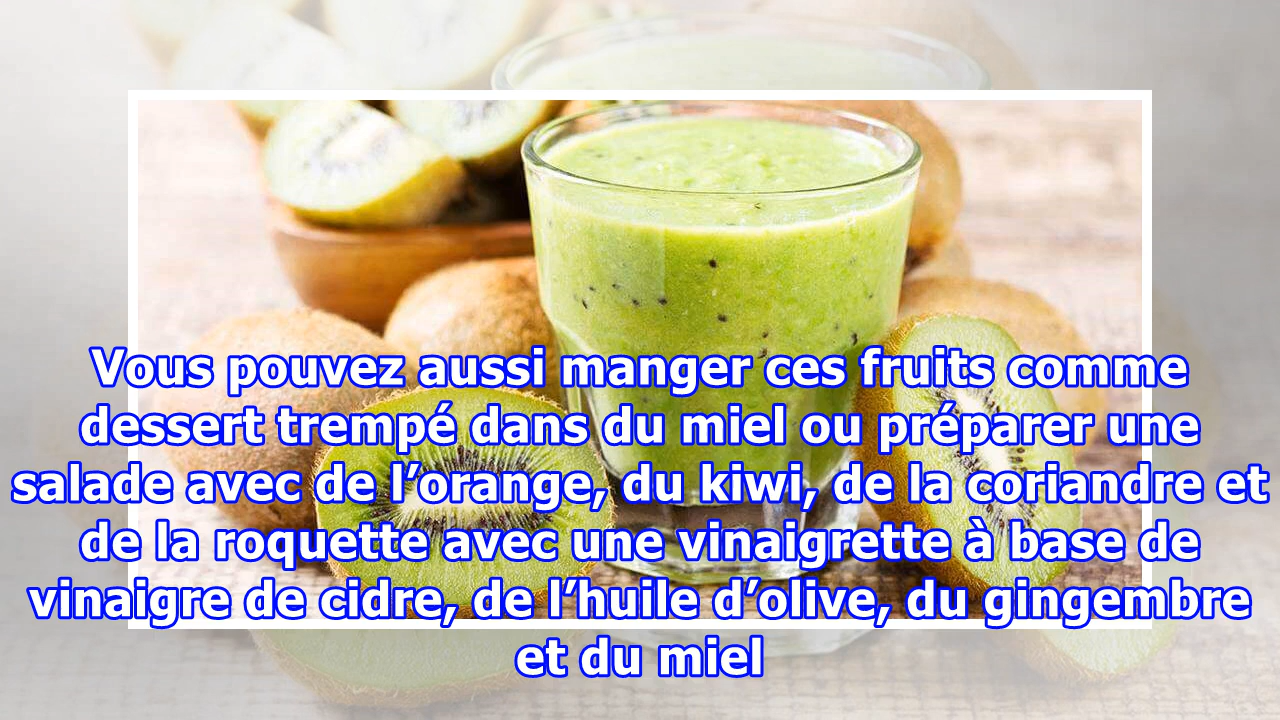 Vous pouvez aussi manger ces fruits comme
dessert trempé dans du miel ou préparer une
salade avec de l’orange, du kiwi, de la coriandre et
de la roquette avec une vinaigrette à base de
vinaigre de cidre, de l’huile d’olive, du gingembre
et du miel